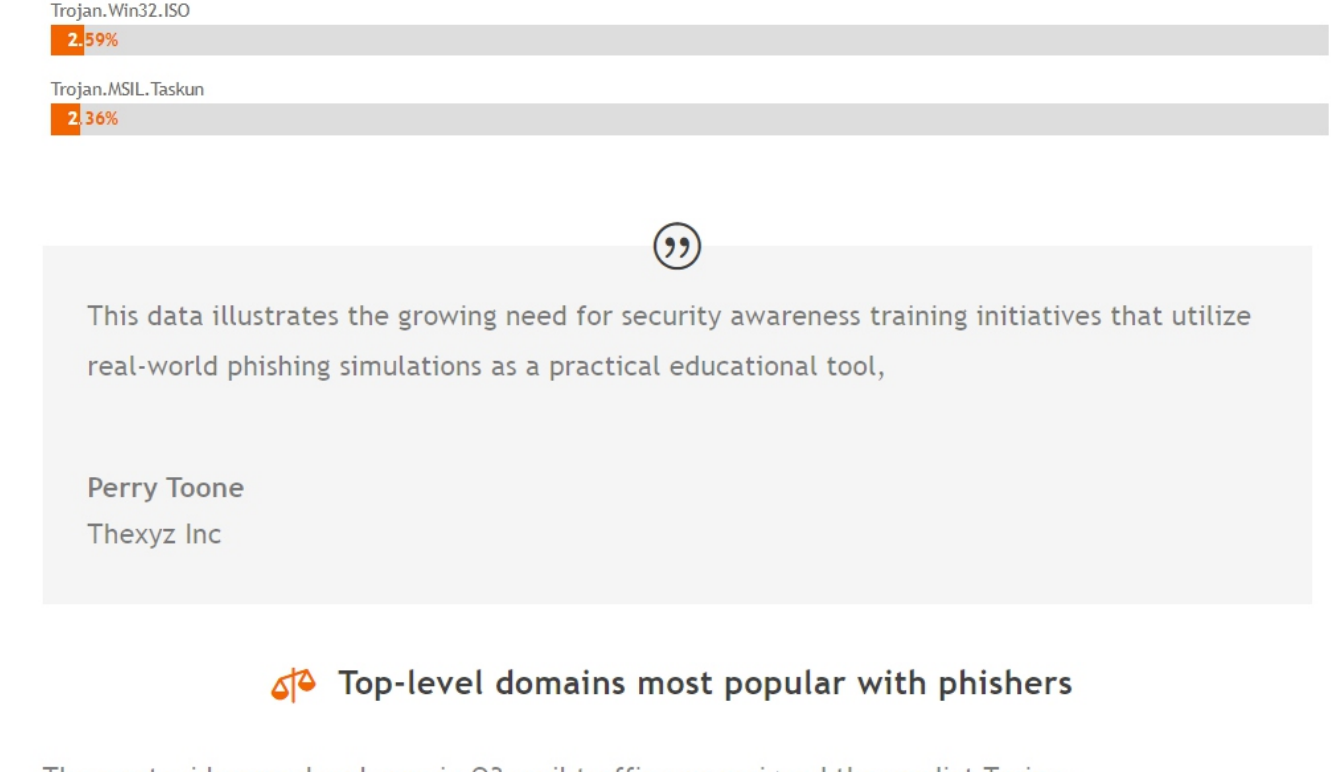 Trojan.Win32.ISO
2.59%
Trojan.MSIL.Taskun
2.36%
This data illustrates the growing need for security awareness training initiatives that utilize
real-world phishing simulations as a practical educational tool,
Perry Toone
Thexyz Inc
Top-level domains most popular with phishers